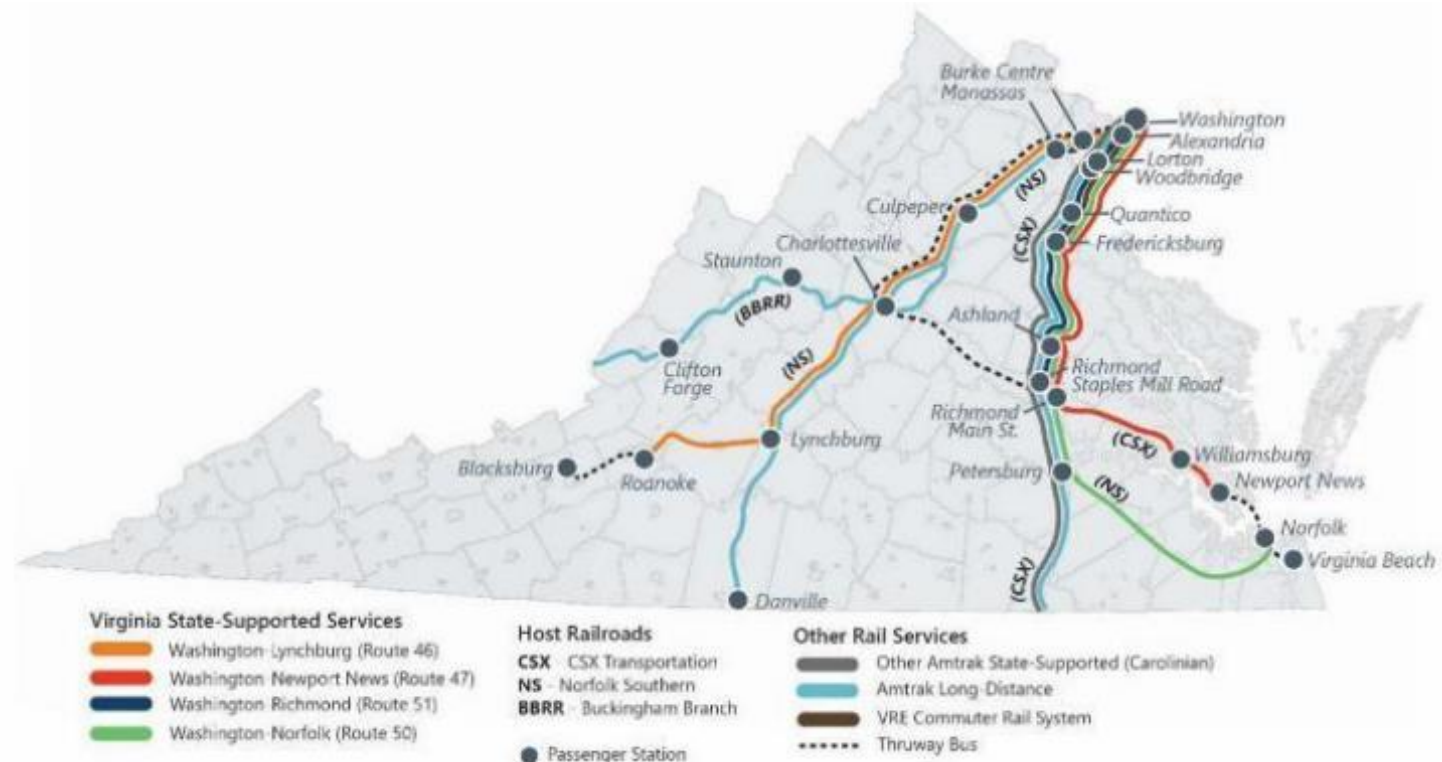 Burke Centre
Manassas
Washington
Alexandria
Lorton
Woodbridge
(NS)
Culpeper
Quantico
Charlottesville
(CSX)
Fredericksburg
Staunton
(BBRR)
Ashland
Clifton
Forge
(NS)
Richmond
Staples Mill Road
Richmond
Main St.
Lynchburg
(CSX)
Williamsburg
Blacksburg
Roanoke
Petersburg
(NS)
Newport News
Norfolk
Virginia Beach
(CSX)
Danville
Virginia State-Supported Services
Washington-Lynchburg (Route 46)
Washington-Newport News (Route 47)
Washington-Richmond (Route 51)
Washington-Norfolk (Route 50)
Host Railroads
CSX - CSX Transportation
NS - Norfolk Southern
BBRR - Buckingham Branch
Passenger Station
Other Rail Services
Other Amtrak State-Supported (Carolinian)
Amtrak Long-Distance
VRE Commuter Rail System
Thruway Bus